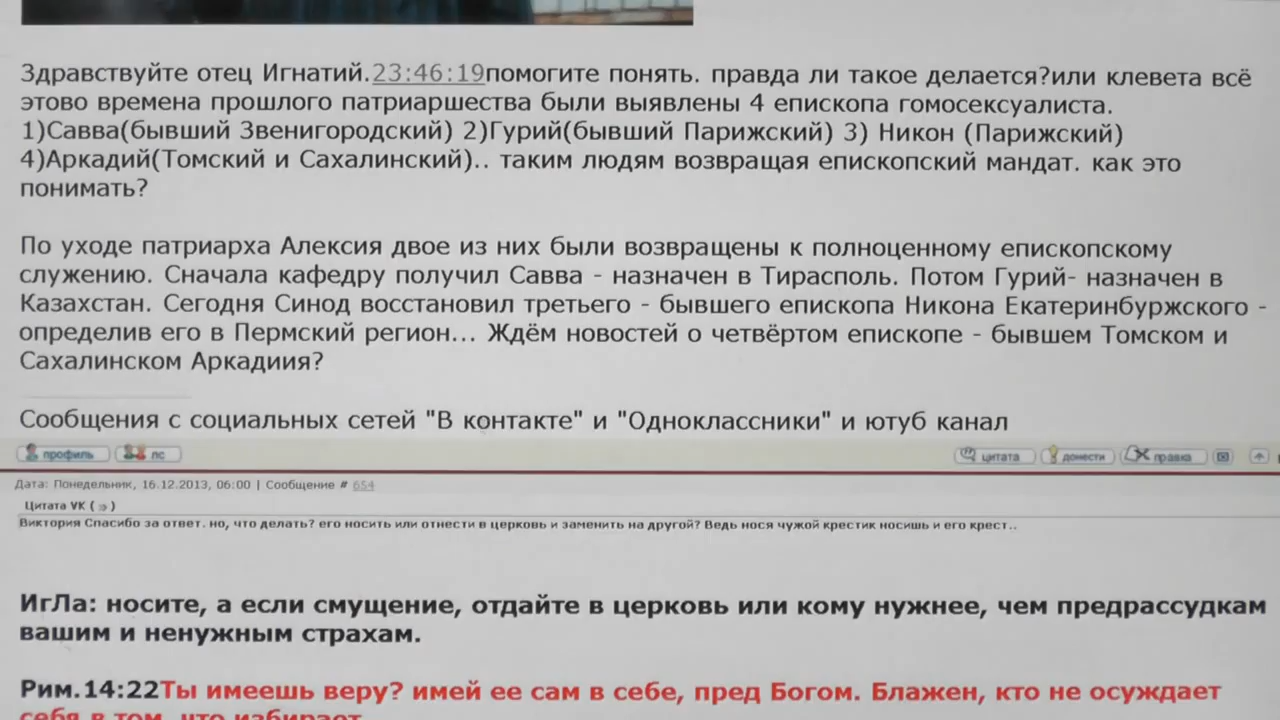 Здравствуйте отец Игнатий.23:46:19помогите понять. правда ли такое делается?или клевета всё
этово времена прошлого патриаршества были выявлены 4 епископа гомосексуалиста.
1)Савва(бывший Звенигородский) 2)Гурий(бывший Парижский) 3) Никон (Парижский)
4)Аркадий(Томский и Сахалинский).. таким людям возвращая епископский мандат. как это
понимать?
По уходе патриарха Алексия двое из них были возвращены к полноценному епископскому
служению. Сначала кафедру получил Савва - назначен в Тирасполь. Потом Гурий- назначен в
Казахстан. Сегодня Синод восстановил третьего - бывшего епископа Никона Екатеринбуржского -
определив его в Пермский регион... Ждём новостей о четвёртом епископе - бывшем Томском и
Сахалинском Аркадиия?
Сообщения с социальных сетей "В контакте" и "Одноклассники" и ютуб канал
профиль лс цитата донести правка
Дата: Понедельник, 16.12.2013, 06:00 | Сообщение # 654
Цитата VK ( )
Виктория Спасибо за ответ. но, что делать? его носить или отнести в церковь и заменить на другой? Ведь нося чужой крестик носишь и его крест..
ИгЛа: носите, а если смущение, отдайте в церковь или кому нужнее, чем предрассудкам
вашим и ненужным страхам.
Рим.14:22Ты имеешь веру? имей ее сам в себе, пред Богом. Блажен, кто не осуждает
себя в том, что избирает.